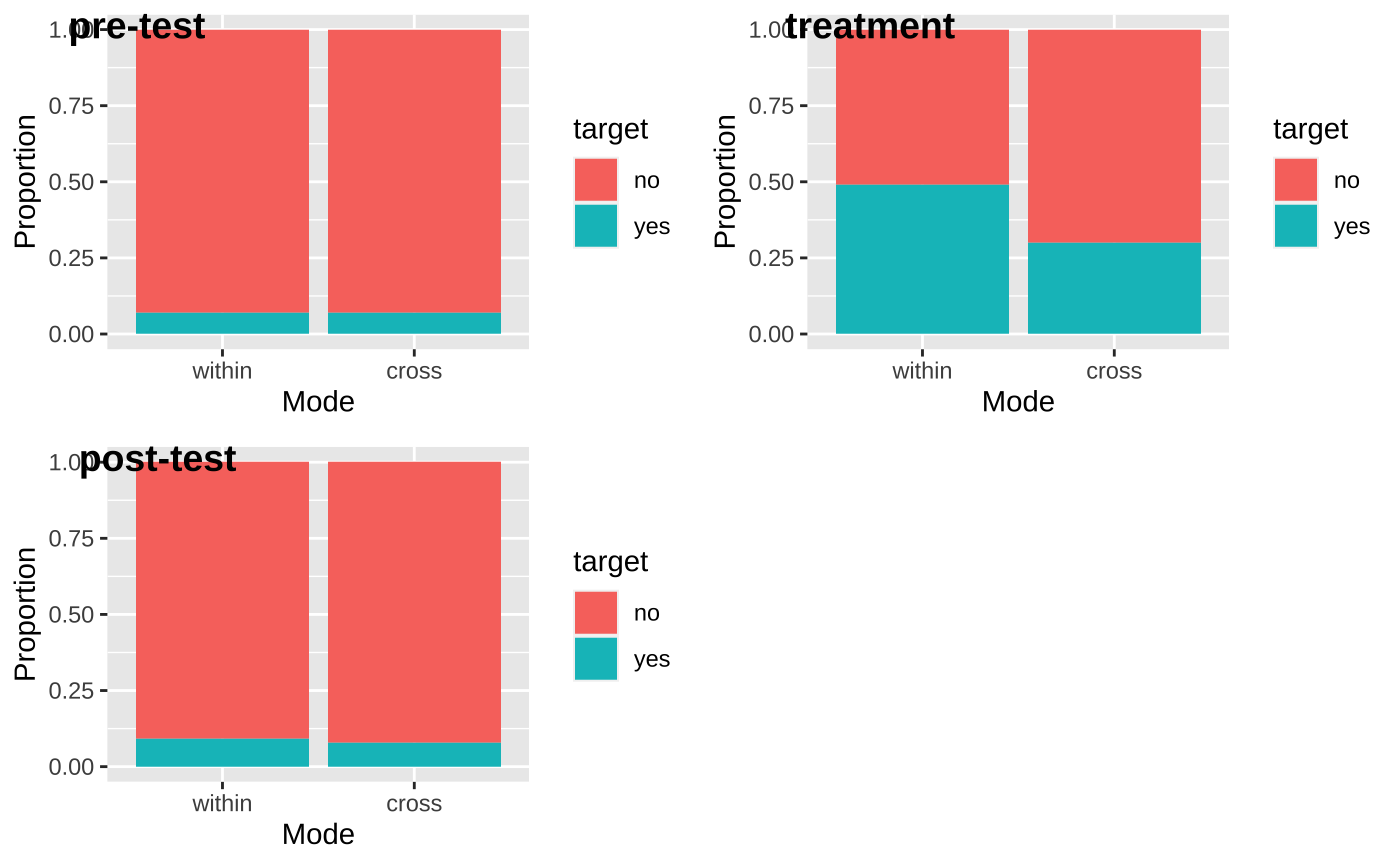 pre-test
1.00
0.75
0.50
0.25
0.00
Proportion
within cross
Mode
target
no
yes
treatment
1.00
0.75
0.50
0.25
0.00
Proportion
within cross
Mode
target
no
yes
post-test
1.00
0.75
0.50
0.25
0.00
Proportion
within cross
Mode
target
no
yes